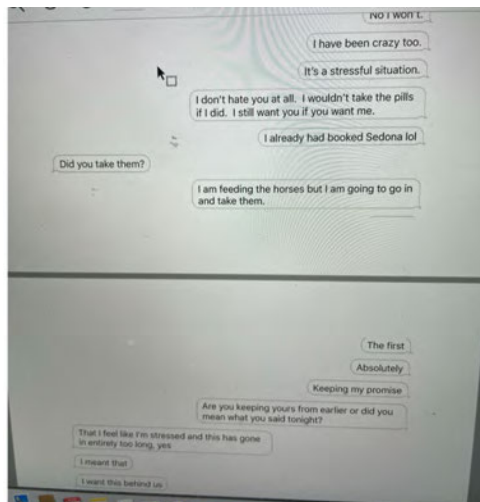 No I won't.
I have been crazy too.
It's a stressful situation.
I don't hate you at all. I wouldn't take the pills
if I did. I still want you if you want me.
I already had booked Sedona lol
Did you take them?
I am feeding the horses but I am going to go in
and take them.
The first
Absolutely
Keeping my promise
Are you keeping yours from earlier or did you
mean what you said tonight?
That I feel like I'm stressed and this has gone
in entirely too long, yes
I meant that
I want this behind us